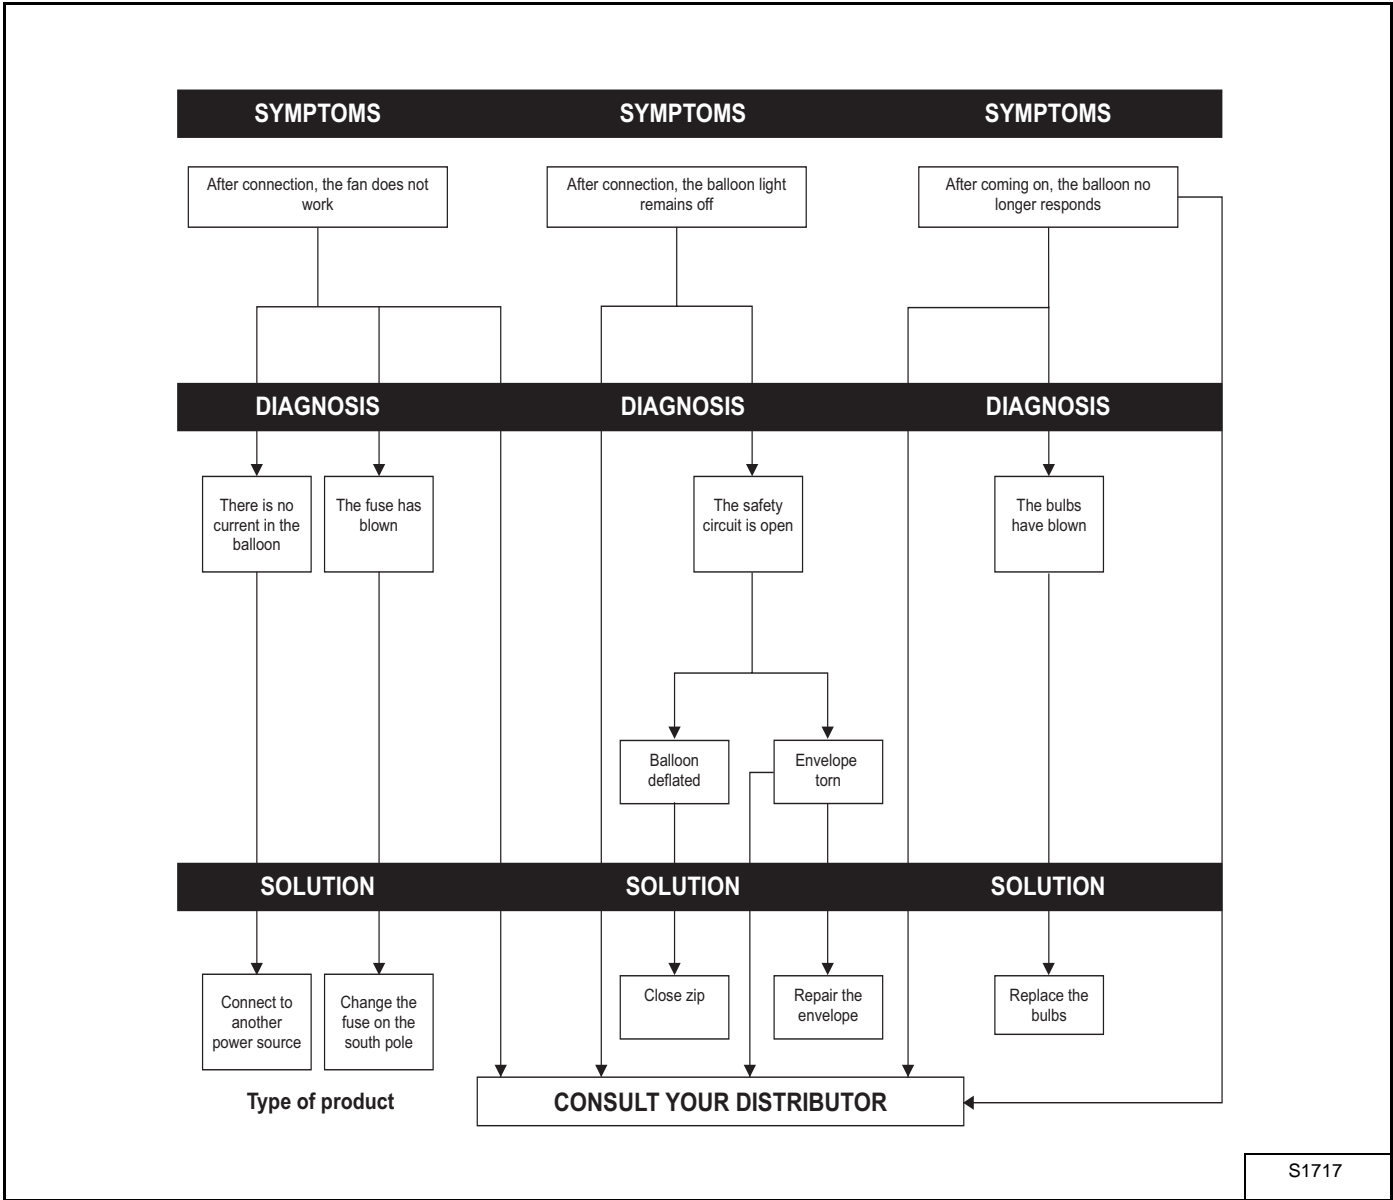 SYMPTOMS SYMPTOMS SYMPTOMS
After connection, the fan does not
work
After connection, the balloon light
remains off
After coming on, the balloon no
longer responds
DIAGNOSIS DIAGNOSIS DIAGNOSIS
There is no
current in the
balloon
The fuse has
blown
The safety
circuit is open
The bulbs
have blown
Balloon
deflated
Envelope
torn
SOLUTION SOLUTION SOLUTION
Connect to
another
power source
Change the
fuse on the
south pole
Close zip
Repair the
envelope
Replace the
bulbs
Type of product
CONSULT YOUR DISTRIBUTOR
S1717